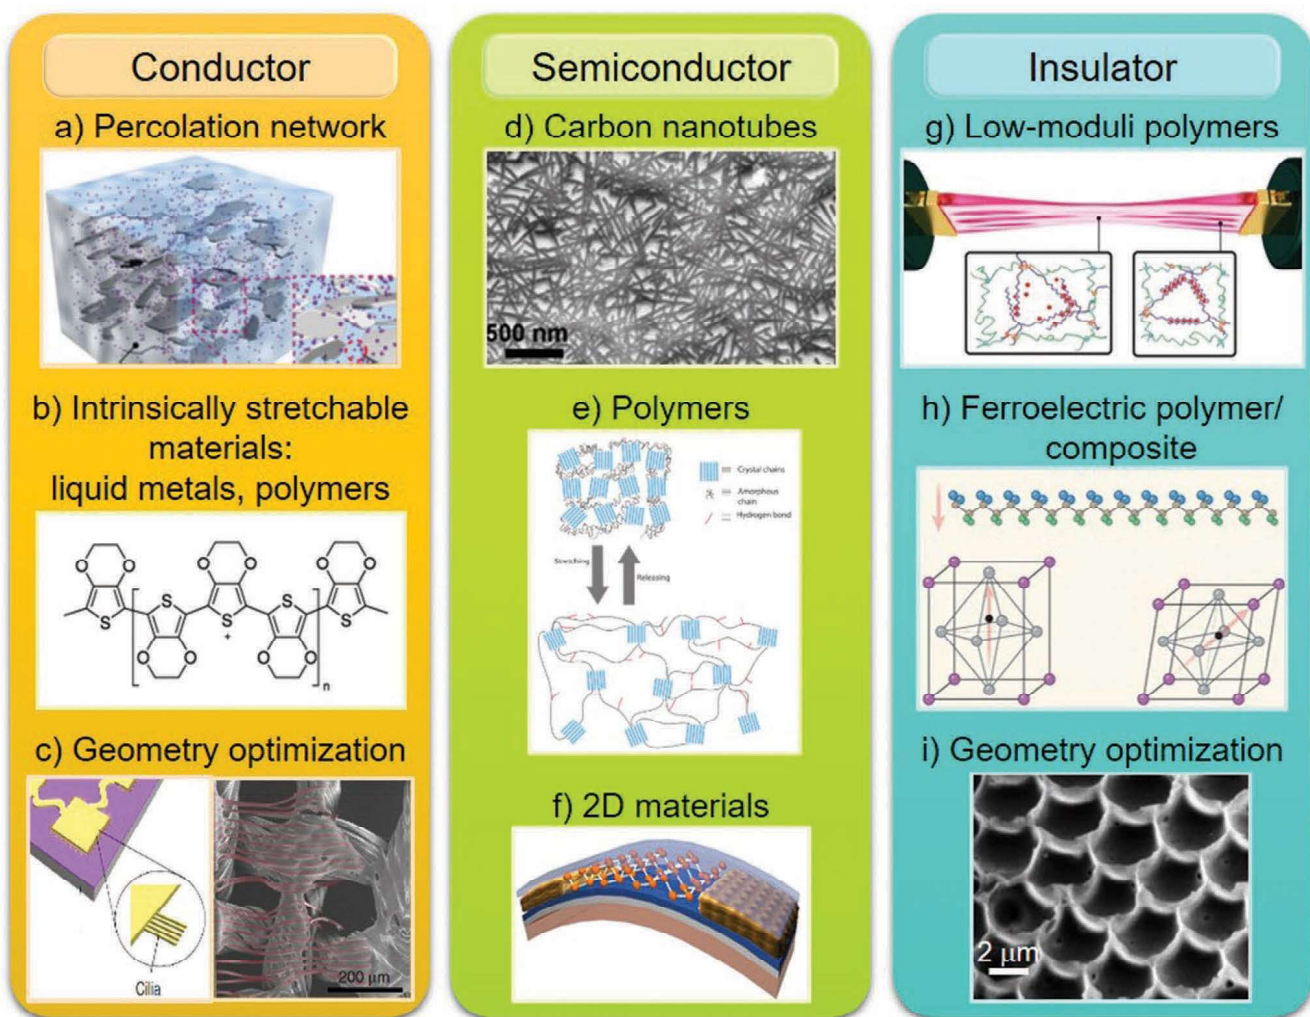 Conductor
a) Percolation network
b) Intrinsically stretchable
materials:
liquid metals, polymers
O O O O
S S S
S + S
O O O O O O
n
c) Geometry optimization
Cilia
200 μm
Semiconductor
d) Carbon nanotubes
500 nm
e) Polymers
Crystal chains
Amorphous
chain
Hydrogen bond
Stretching
Releasing
f) 2D materials
Insulator
g) Low-moduli polymers
h) Ferroelectric polymer/
composite
i) Geometry optimization
2 μm